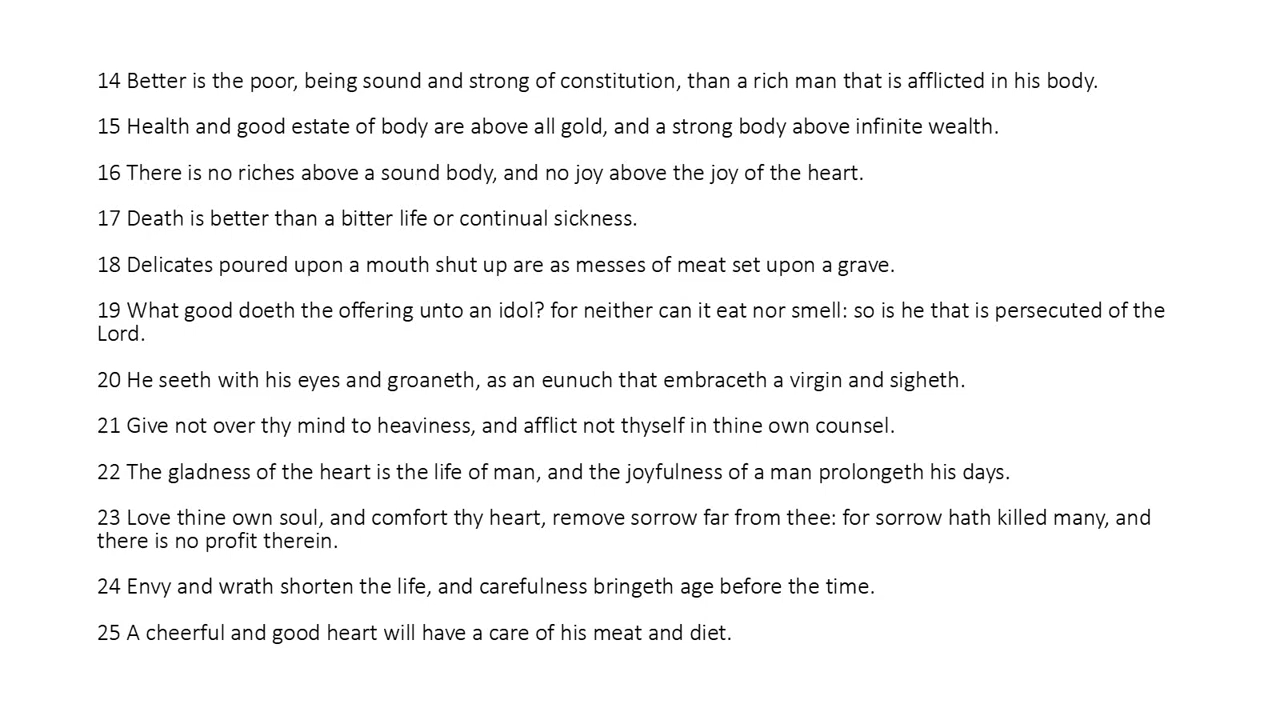 14 Better is the poor, being sound and strong of constitution, than a rich man that is afflicted in his body.
15 Health and good estate of body are above all gold, and a strong body above infinite wealth.
16 There is no riches above a sound body, and no joy above the joy of the heart.
17 Death is better than a bitter life or continual sickness.
18 Delicates poured upon a mouth shut up are as messes of meat set upon a grave.
19 What good doeth the offering unto an idol? for neither can it eat nor smell: so is he that is persecuted of the
Lord.
20 He seeth with his eyes and groaneth, as an eunuch that embraceth a virgin and sigheth.
21 Give not over thy mind to heaviness, and afflict not thyself in thine own counsel.
22 The gladness of the heart is the life of man, and the joyfulness of a man prolongeth his days.
23 Love thine own soul, and comfort thy heart, remove sorrow far from thee: for sorrow hath killed many, and
there is no profit therein.
24 Envy and wrath shorten the life, and carefulness bringeth age before the time.
25 A cheerful and good heart will have a care of his meat and diet.